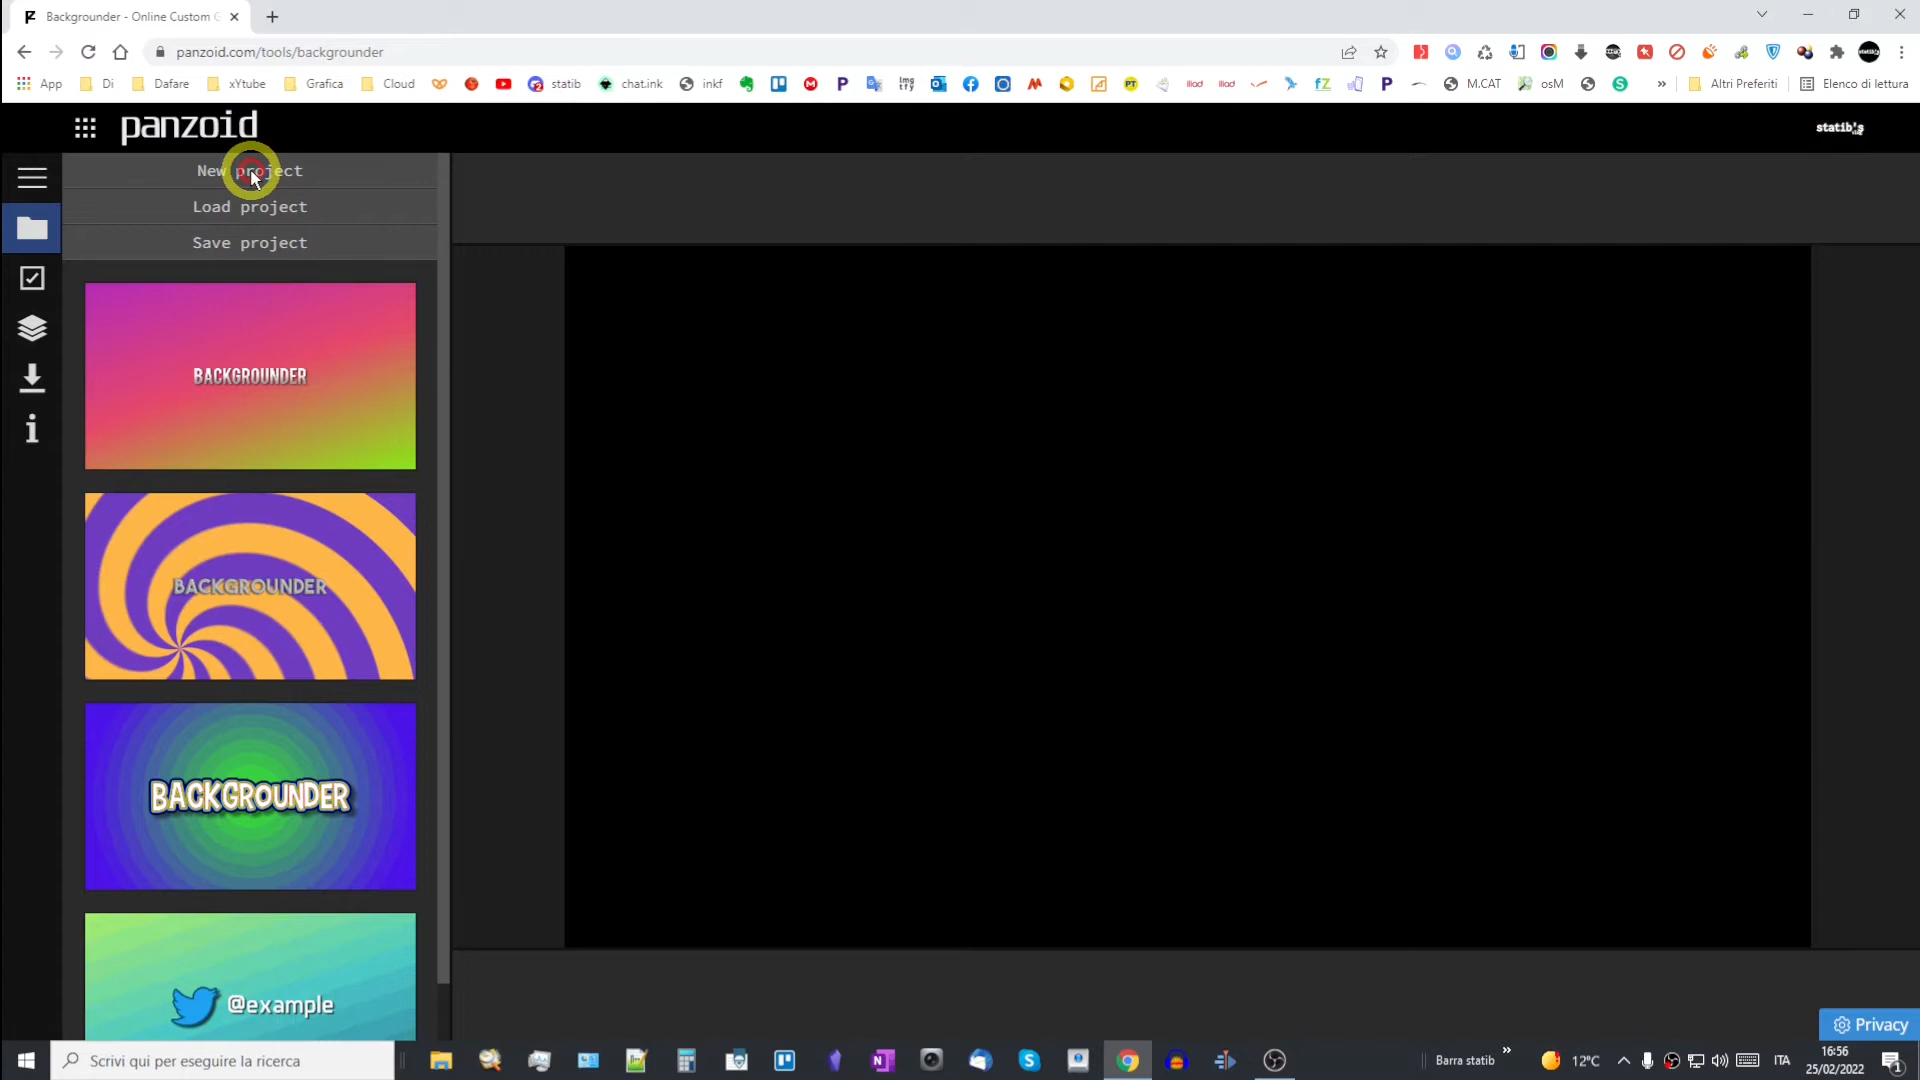 Backgrounder - Online Custom G
panzoid.com/tools/backgrounder
App
Di
Dafare
xYtube
Grafica
Cloud
statib
chat.ink
inkf
M.CAT
osM
»
Altri Preferiti
Elenco di lettura
panzoid
statib's
New project
Load project
Save project
BACKGROUNDER
BACKGROUNDER
BACKGROUNDER
@example
Privacy
Scrivi qui per eseguire la ricerca
Barra statib
»
12°C
ITA
16:56
25/02/2022
1